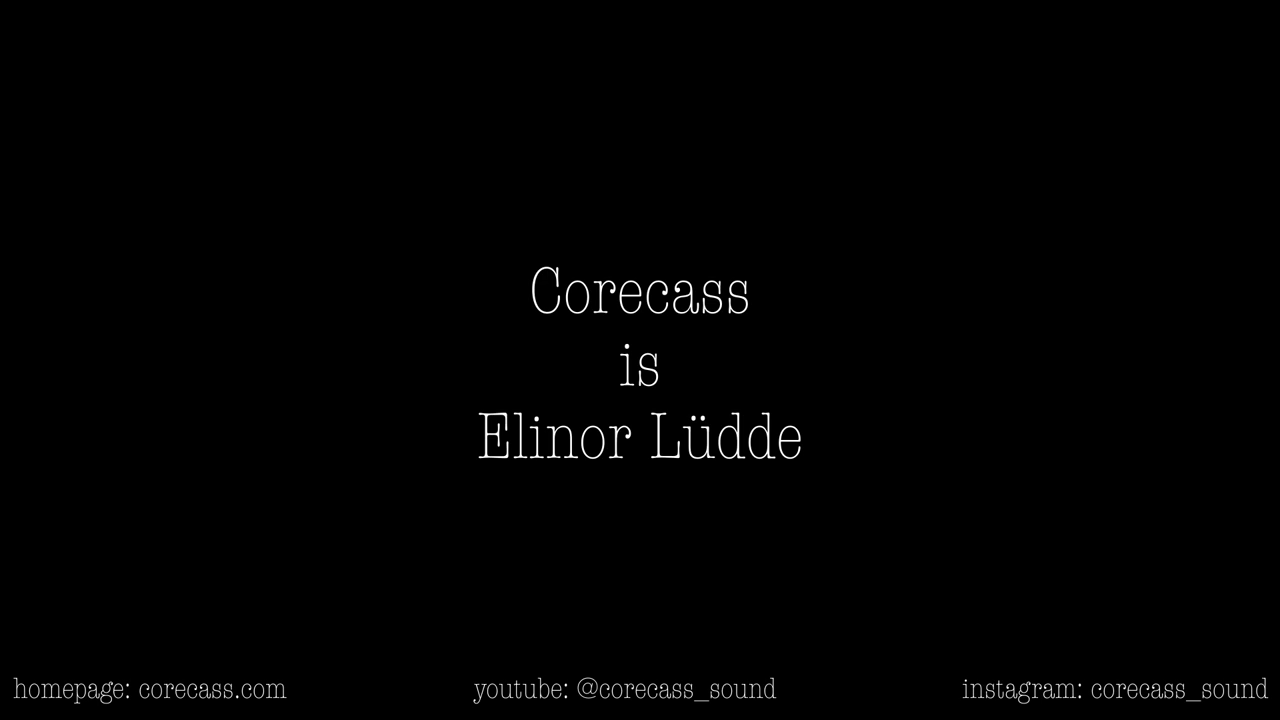 Corecass
is
Elinor Lüdde
homepage: corecass.com youtube: @corecass_sound instagram: corecass_sound